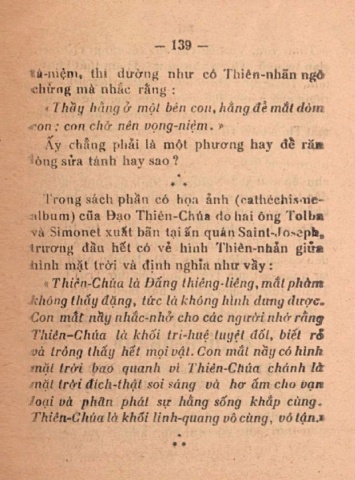 — 139 —
tà-niệm, thì dường như có Thiên-nhãn ngó
chừng mà nhắc rằng :
« Thầy hằng ở một bên con, hằng để mắt dòm
con ; con chớ nên vọng-niệm. »
Ấy chẳng phải là một phương hay để răn
lòng sửa tánh hay sao ?
Trong sách phần có họa ảnh (cathéchisme-
album) của Đạo Thiên-Chúa do hai ông Tolba
và Simonet xuất bãn tại ấn quán Saint-Joseph,
trương đầu hết có vẽ hình Thiên-nhản giữa
hình mặt trời và định nghĩa như vầy :
« Thiên-Chúa là Đấng thiêng-liêng, mắt phàm
không thấy đặng, tức là không hình dung được.
Con mắt nầy nhắc-nhở cho các người nhớ rằng
Thiên-Chúa là khối tri-huệ tuyệt đối, biết rõ
và trông thấy hết mọi vật. Con mắt nầy có hình
mặt trời bao quanh vì Thiên-Chúa chánh là
mặt trời đích-thật soi sáng và hơ ấm cho vạn
loại và phân phát sự hằng sống khắp cùng.
Thiên-Chúa là khối linh-quang vô cùng, vô tận.»